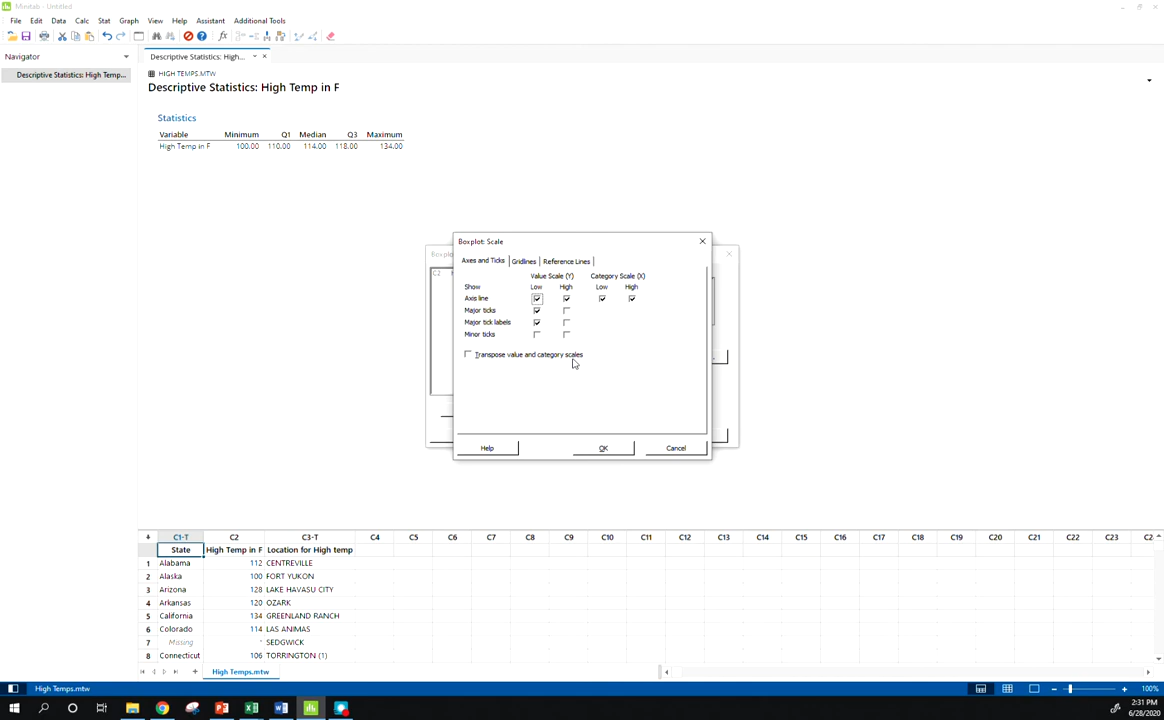 Minitab - Untitled
File Edit Data Calc Stat Graph View Help Assistant Additional Tools
Navigator
Descriptive Statistics: High...
Descriptive Statistics: High Temp...
HIGH TEMPS.MTW
Descriptive Statistics: High Temp in F
Statistics
Variable Minimum Q1 Median Q3 Maximum
High Temp in F 100.00 110.00 114.00 118.00 134.00
Boxplot: Scale
Axes and Ticks Gridlines Reference Lines
Value Scale (Y) Category Scale (X)
Show Low High Low High
Axis line
Major ticks
Major tick labels
Minor ticks
Transpose value and category scales
Help OK Cancel
C1-T C2 C3-T C4 C5 C6 C7 C8 C9 C10 C11 C12 C13 C14 C15 C16 C17 C18 C19 C20 C21 C22 C23
State High Temp in F Location for High temp
1 Alabama 112 CENTREVILLE
2 Alaska 100 FORT YUKON
3 Arizona 128 LAKE HAVASU CITY
4 Arkansas 120 OZARK
5 California 134 GREENLAND RANCH
6 Colorado 114 LAS ANIMAS
7 Missing * SEDGWICK
8 Connecticut 106 TORRINGTON (1)
High Temps.mtw
High Temps.mtw 100%
2:31 PM
6/28/2020